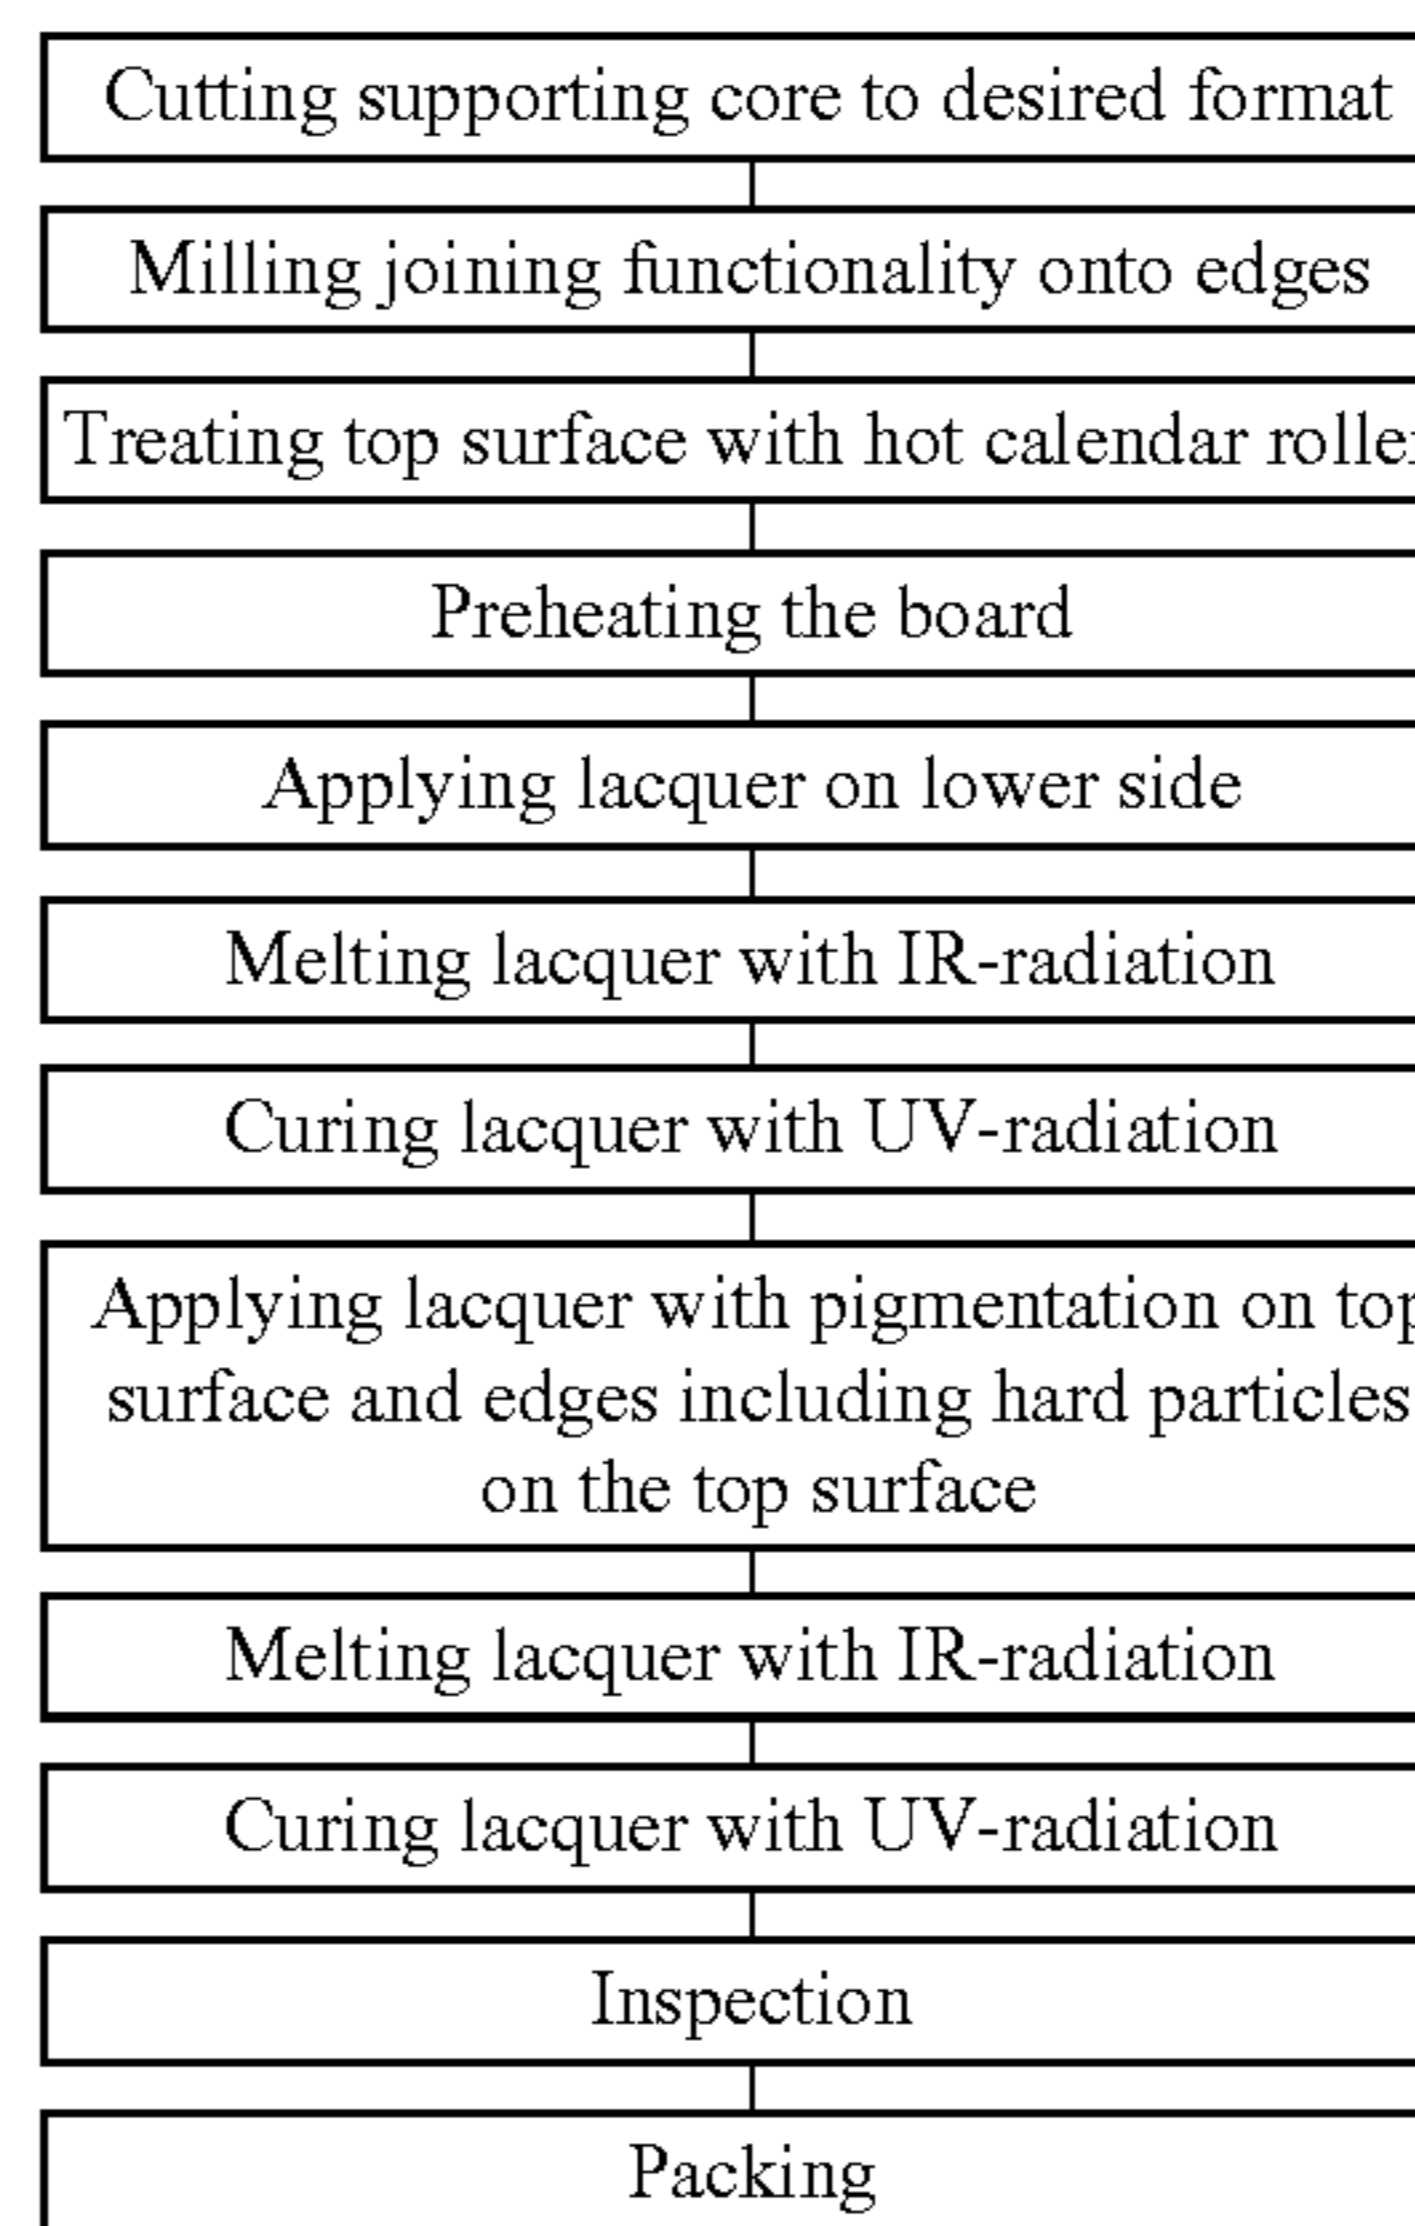 Cutting supporting core to desired format
Milling joining functionality onto edges
Treating top surface with hot calendar roller
Preheating the board
Applying lacquer on lower side
Melting lacquer with IR-radiation
Curing lacquer with UV-radiation
Applying lacquer with pigmentation on top
surface and edges including hard particles
on the top surface
Melting lacquer with IR-radiation
Curing lacquer with UV-radiation
Inspection
Packing